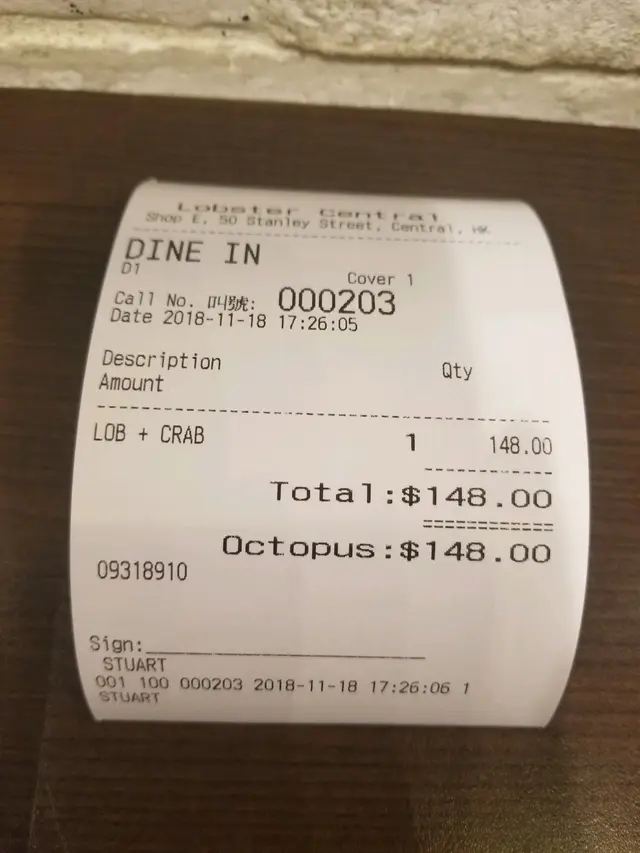 Lobster Central
Shop E, 50 Stanley Street, Central, HK
DINE IN
D1
Cover 1
Call No. 叫號: 000203
Date 2018-11-18 17:26:05
Description Qty
Amount
LOB + CRAB 1 148.00
Total:$148.00
Octopus:$148.00
09318910
Sign:
STUART
001 100 000203 2018-11-18 17:26:06 1
STUART